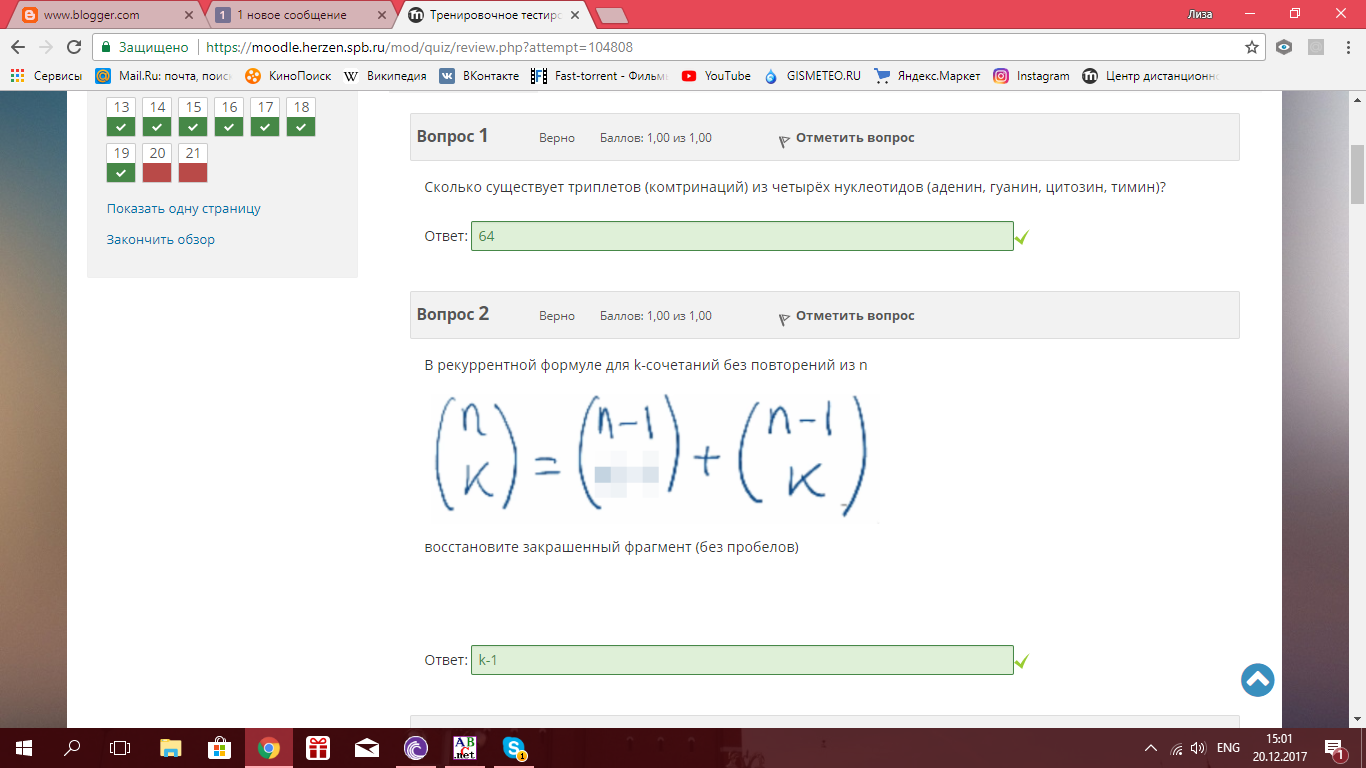 www.blogger.com
1 новое сообщение
Тренировочное тестиро
Лиза
Защищено
https://moodle.herzen.spb.ru/mod/quiz/review.php?attempt=104808
Сервисы
Mail.Ru: почта, поиск
КиноПоиск
Википедия
ВКонтакте
Fast-torrent - Фильмы
YouTube
GISMETEO.RU
Яндекс.Маркет
Instagram
Центр дистанционно
13 14 15 16 17 18
19 20 21
Показать одну страницу
Закончить обзор
Вопрос 1
Верно
Баллов: 1,00 из 1,00
Отметить вопрос
Сколько существует триплетов (комтринаций) из четырёх нуклеотидов (аденин, гуанин, цитозин, тимин)?
Ответ: 64
Вопрос 2
Верно
Баллов: 1,00 из 1,00
Отметить вопрос
В рекуррентной формуле для k-сочетаний без повторений из n
(n k) = (n-1 ) + (n-1 k)
восстановите закрашенный фрагмент (без пробелов)
Ответ: k-1
ENG
15:01
20.12.2017